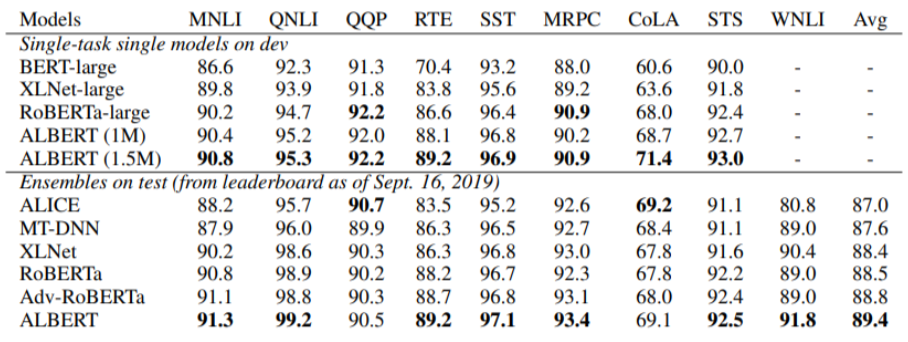 Models MNLI QNLI QQP RTE SST MRPC CoLA STS WNLI Avg
Single-task single models on dev
BERT-large 86.6 92.3 91.3 70.4 93.2 88.0 60.6 90.0 - -
XLNet-large 89.8 93.9 91.8 83.8 95.6 89.2 63.6 91.8 - -
RoBERTa-large 90.2 94.7 92.2 86.6 96.4 90.9 68.0 92.4 - -
ALBERT (1M) 90.4 95.2 92.0 88.1 96.8 90.2 68.7 92.7 - -
ALBERT (1.5M) 90.8 95.3 92.2 89.2 96.9 90.9 71.4 93.0 - -
Ensembles on test (from leaderboard as of Sept. 16, 2019)
ALICE 88.2 95.7 90.7 83.5 95.2 92.6 69.2 91.1 80.8 87.0
MT-DNN 87.9 96.0 89.9 86.3 96.5 92.7 68.4 91.1 89.0 87.6
XLNet 90.2 98.6 90.3 86.3 96.8 93.0 67.8 91.6 90.4 88.4
RoBERTa 90.8 98.9 90.2 88.2 96.7 92.3 67.8 92.2 89.0 88.5
Adv-RoBERTa 91.1 98.8 90.3 88.7 96.8 93.1 68.0 92.4 89.0 88.8
ALBERT 91.3 99.2 90.5 89.2 97.1 93.4 69.1 92.5 91.8 89.4